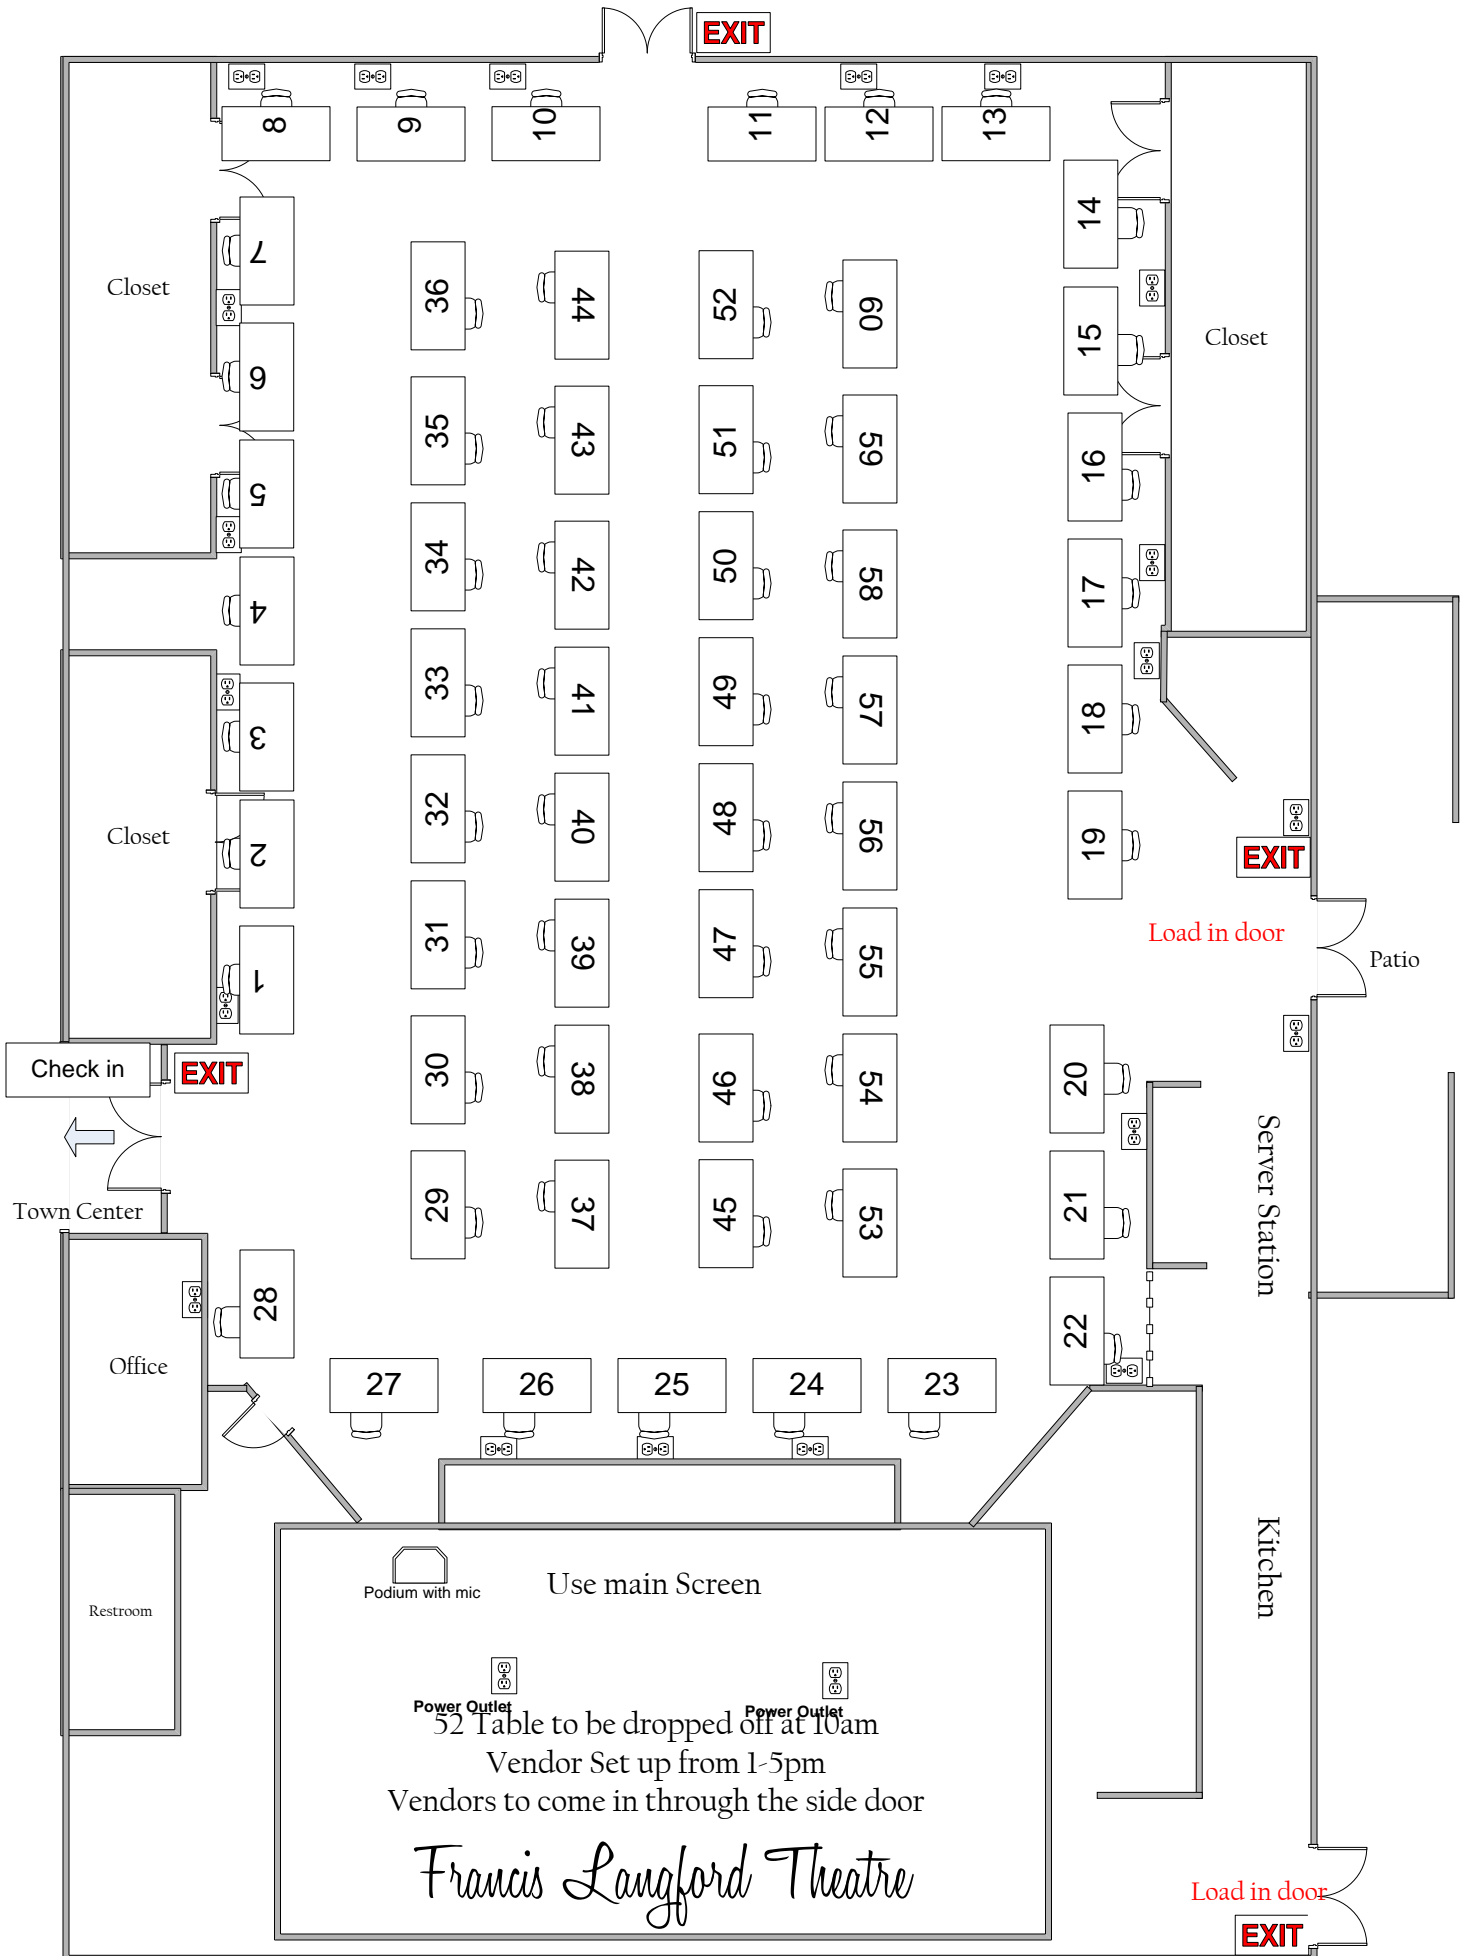 EXIT
8
9
10
11
12
13
7
14
Closet
36
44
52
60
15
Closet
6
35
43
51
59
16
5
34
42
50
58
17
4
33
41
49
57
18
3
32
40
48
56
19
Closet
2
EXIT
31
39
47
55
Load in door
Patio
1
Check in
EXIT
30
38
46
54
20
Server Station
Town Center
29
37
45
53
21
28
22
Office
27
26
25
24
23
Kitchen
Podium with mic
Use main Screen
Restroom
Power Outlet
Power Outlet
52 Table to be dropped off at 10am
Vendor Set up from 1-5pm
Vendors to come in through the side door
Francis Langford Theatre
Load in door
EXIT